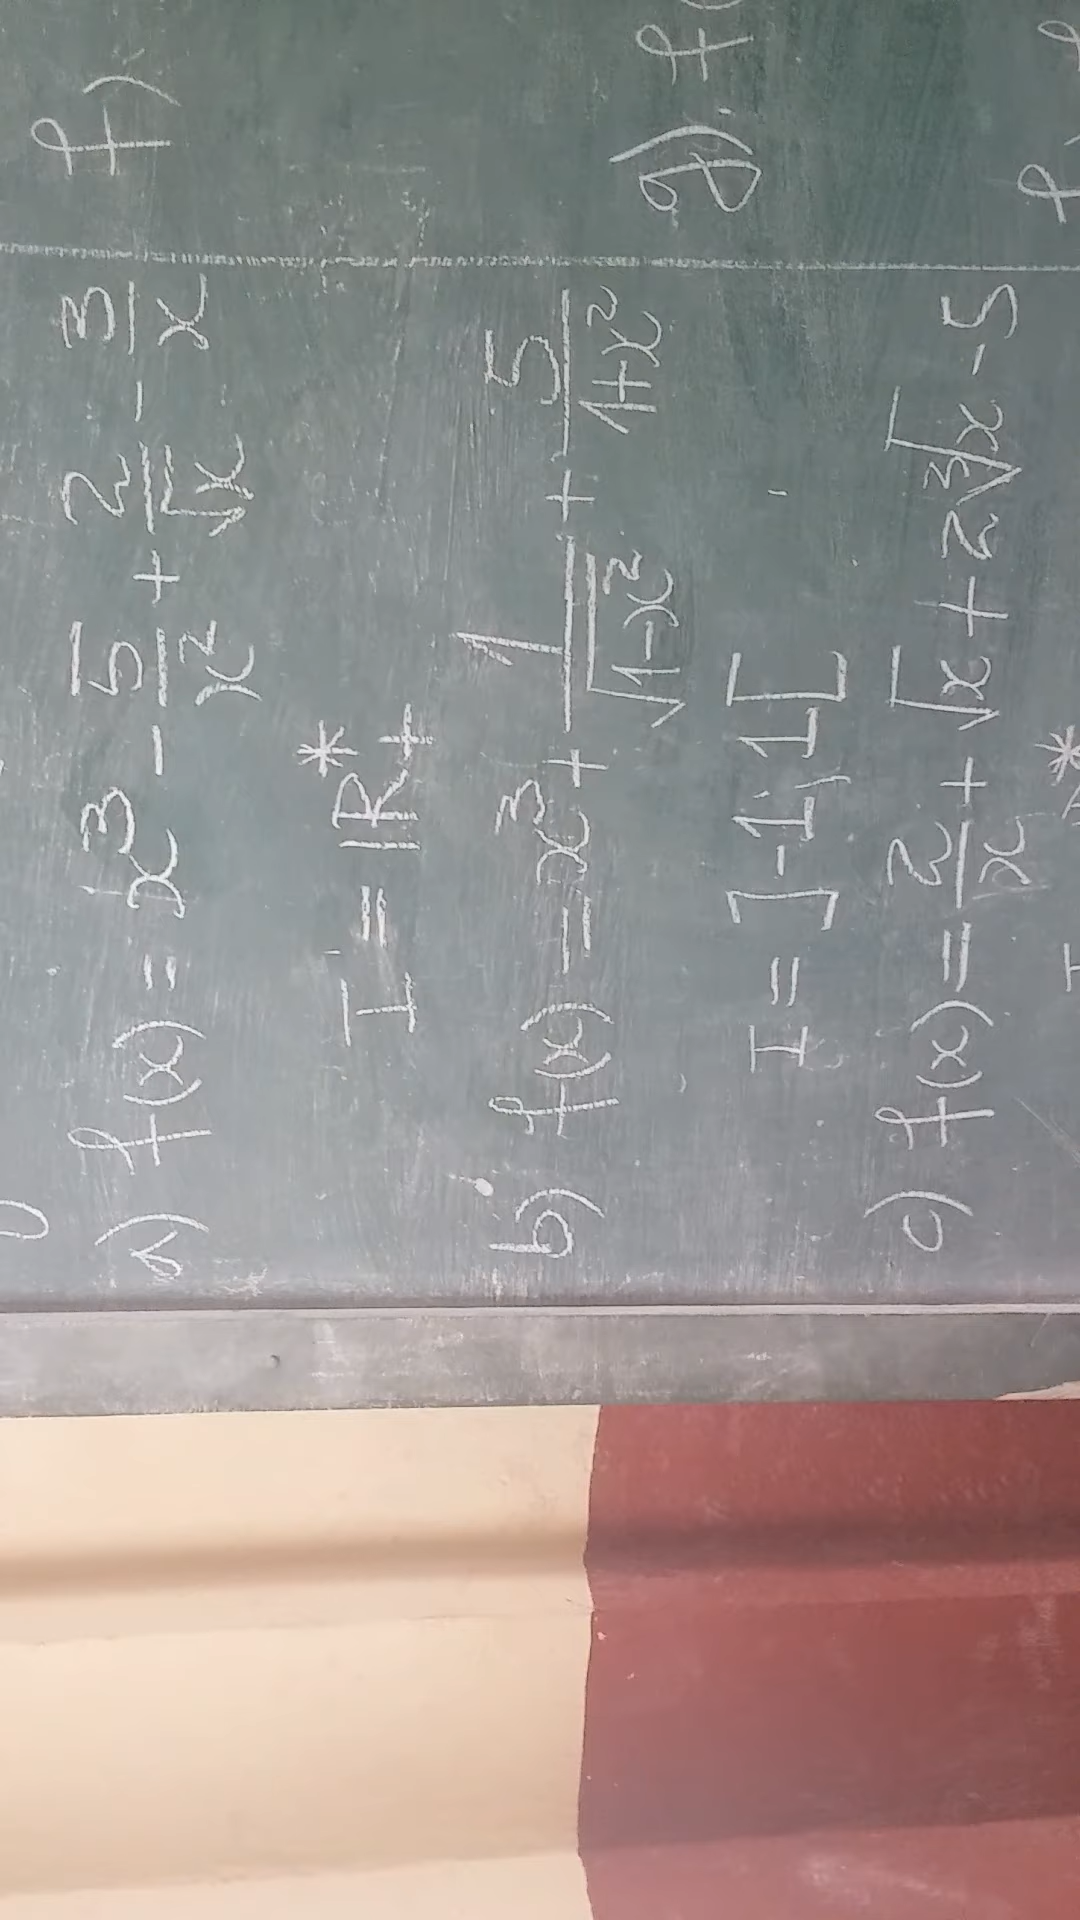 a) f(x) = x³ - 5/x² + 2/√x - 3/x
I = ℝ*₊
b) f(x) = x³ + 1/√(1-x²) + 5/(1+x²)
I = ]-1;1[
c) f(x) = 2/x + √x + 2∛x - 5
f)
g) f(